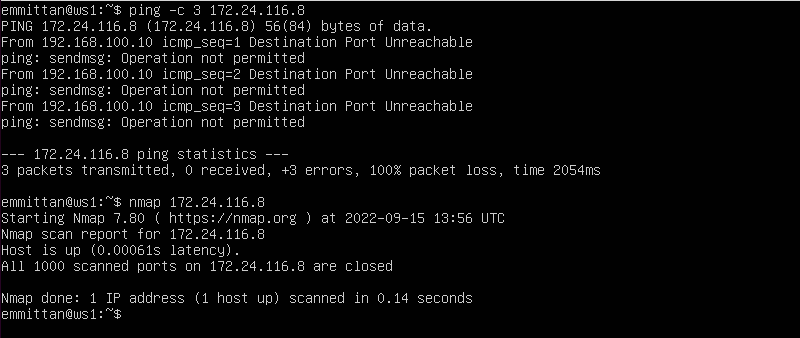 emmittan@ws1:~$ ping -c 3 172.24.116.8
PING 172.24.116.8 (172.24.116.8) 56(84) bytes of data.
From 192.168.100.10 icmp_seq=1 Destination Port Unreachable
ping: sendmsg: Operation not permitted
From 192.168.100.10 icmp_seq=2 Destination Port Unreachable
ping: sendmsg: Operation not permitted
From 192.168.100.10 icmp_seq=3 Destination Port Unreachable
ping: sendmsg: Operation not permitted
--- 172.24.116.8 ping statistics ---
3 packets transmitted, 0 received, +3 errors, 100% packet loss, time 2054ms
emmittan@ws1:~$ nmap 172.24.116.8
Starting Nmap 7.80 ( https://nmap.org ) at 2022-09-15 13:56 UTC
Nmap scan report for 172.24.116.8
Host is up (0.00061s latency).
All 1000 scanned ports on 172.24.116.8 are closed
Nmap done: 1 IP address (1 host up) scanned in 0.14 seconds
emmittan@ws1:~$